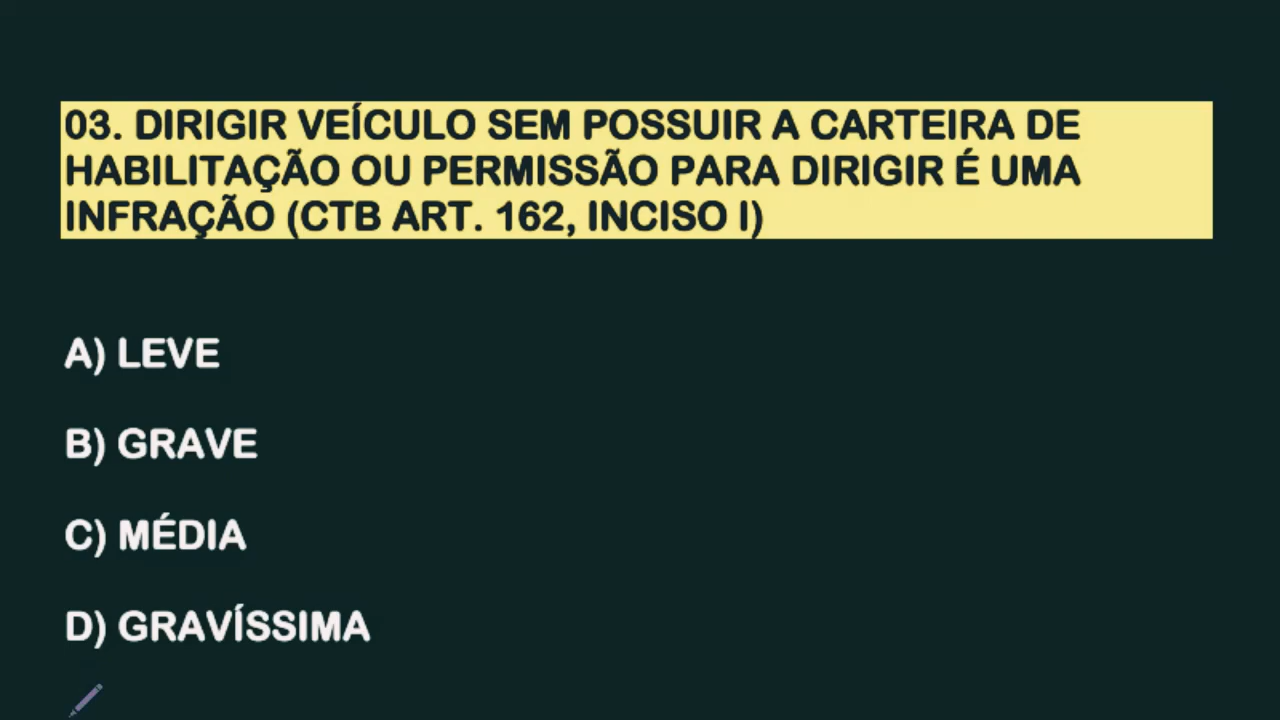 03. DIRIGIR VEÍCULO SEM POSSUIR A CARTEIRA DE
HABILITAÇÃO OU PERMISSÃO PARA DIRIGIR É UMA
INFRAÇÃO (CTB ART. 162, INCISO I)
A) LEVE
B) GRAVE
C) MÉDIA
D) GRAVÍSSIMA